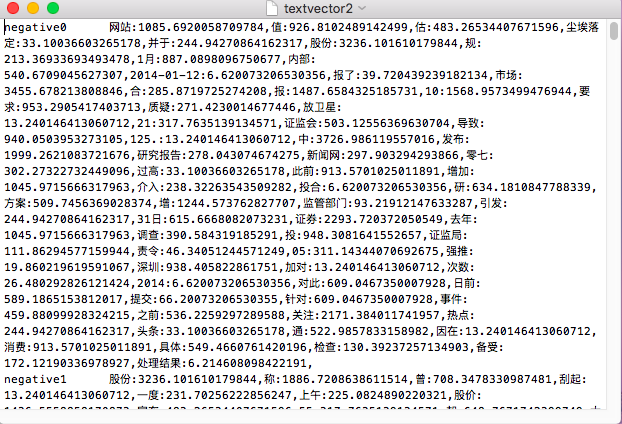 textvector2
negative0 网站:1085.6920058709784,值:926.8102489142499,估:483.26534407671596,尘埃落
定:33.10036603265178,并于:244.94270864162317,股份:3236.101610179844,规:
213.36933693493478,1月:887.0898096750677,内部:
540.6709045627307,2014-01-12:6.620073206530356,报了:39.720439239182134,市场:
3455.678213808846,合:285.8719725274208,报:1487.6584325185731,10:1568.9573499476944,要
求:953.2905417403713,质疑:271.4230014677446,放卫星:
13.240146413060712,21:317.7635139134571,证监会:503.12556369630704,导致:
940.0503953273105,125.:13.240146413060712,中:3726.986119557016,发布:
1999.2621083721676,研究报告:278.043074674275,新闻网:297.903294293866,零七:
302.27322732449096,过高:33.10036603265178,此前:913.5701025011891,增加:
1045.9715666317963,介入:238.32263543509282,投合:6.620073206530356,研:634.1810847788339,
方案:509.7456369028374,增:1244.573762827707,监管部门:93.21912147633287,引发:
244.94270864162317,31日:615.6668082073231,证券:2293.720372050549,去年:
1045.9715666317963,调查:390.584319185291,投:948.3081641552657,证监局:
111.86294577159944,责令:46.34051244571249,05:311.14344070692675,强推:
19.860219619591067,深圳:938.405822861751,加对:13.240146413060712,次数:
26.480292826121424,2014:6.620073206530356,对此:609.0467350007928,日前:
589.1865153812017,提交:66.20073206530355,针对:609.0467350007928,事件:
459.88099928324215,之前:536.2259297289588,关注:2171.384011741957,热点:
244.94270864162317,头条:33.10036603265178,通:522.9857833158982,因在:13.240146413060712,
消费:913.5701025011891,具体:549.4660761420196,检查:130.39237257134903,备受:
172.12190336978927,处理结果:6.214608098422191,
negative1 股份:3236.101610179844,称:1886.7208638611514,曾:708.3478330987481,刮起:
13.240146413060712,一度:231.70256222856247,上午:225.0824890220321,股价: